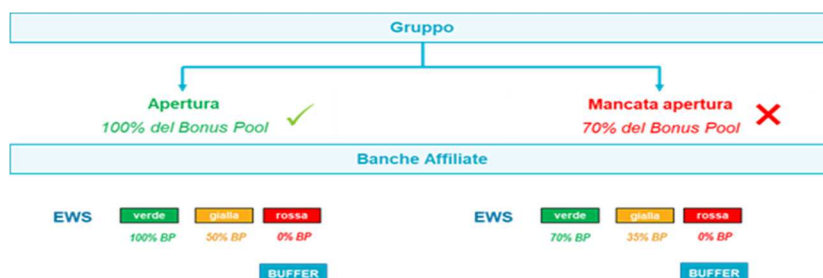 Gruppo
Apertura
100% del Bonus Pool
Mancata apertura
70% del Bonus Pool
Banche Affiliate
EWS verde gialla rossa
100% BP 50% BP 0% BP
BUFFER
EWS verde gialla rossa
70% BP 35% BP 0% BP
BUFFER